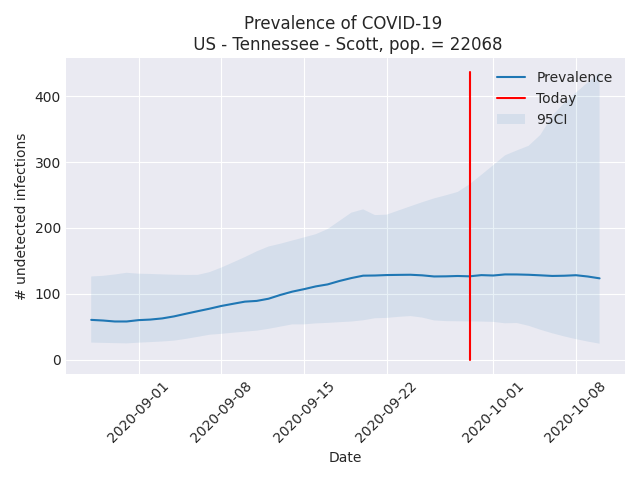 Prevalence of COVID-19
US - Tennessee - Scott, pop. = 22068
Prevalence
Today
95CI
# undetected infections
400
300
200
100
0
2020-09-01
2020-09-08
2020-09-15
2020-09-22
2020-10-01
2020-10-08
Date